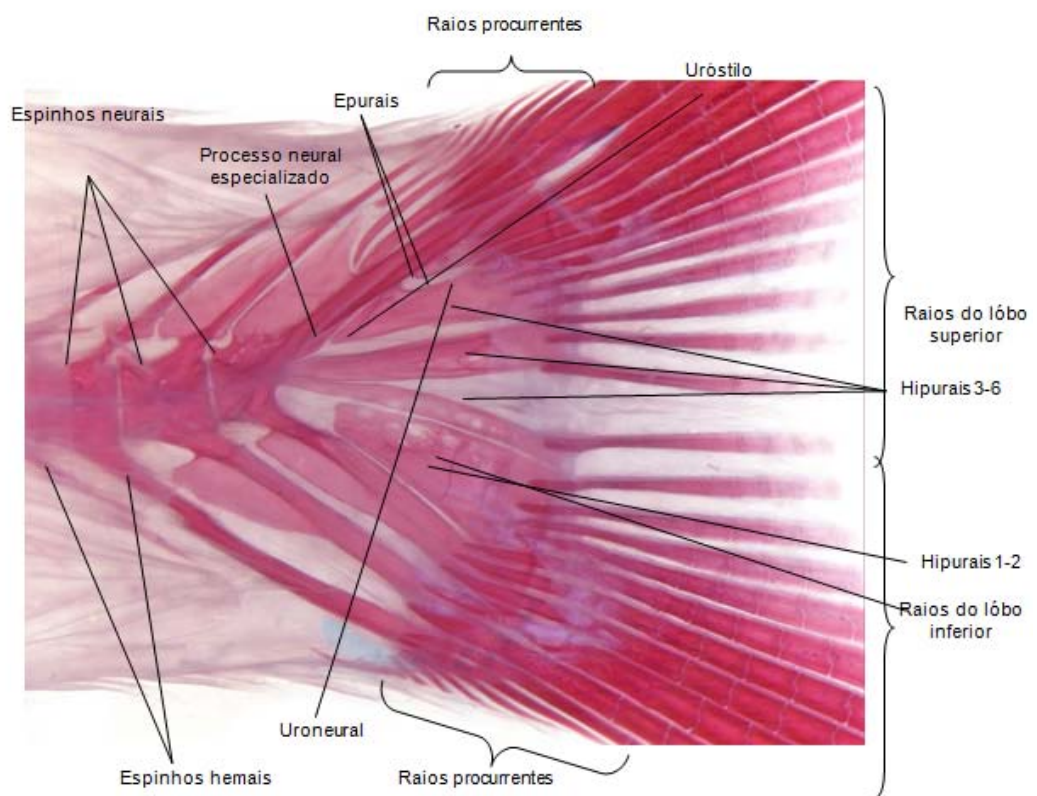 Raios procurrentes
Uróstilo
Epurais
Espinhos neurais
Processo neural
especializado
Raios do lôbo
superior
Hipurais 3-6
Hipurais 1-2
Raios do lôbo
inferior
Uroneural
Espinhos hemais
Raios procurrentes